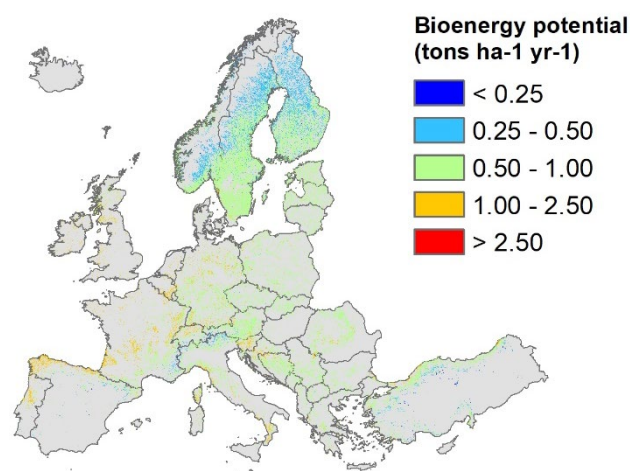 Bioenergy potential
(tons ha-1 yr-1)
< 0.25
0.25 - 0.50
0.50 - 1.00
1.00 - 2.50
> 2.50